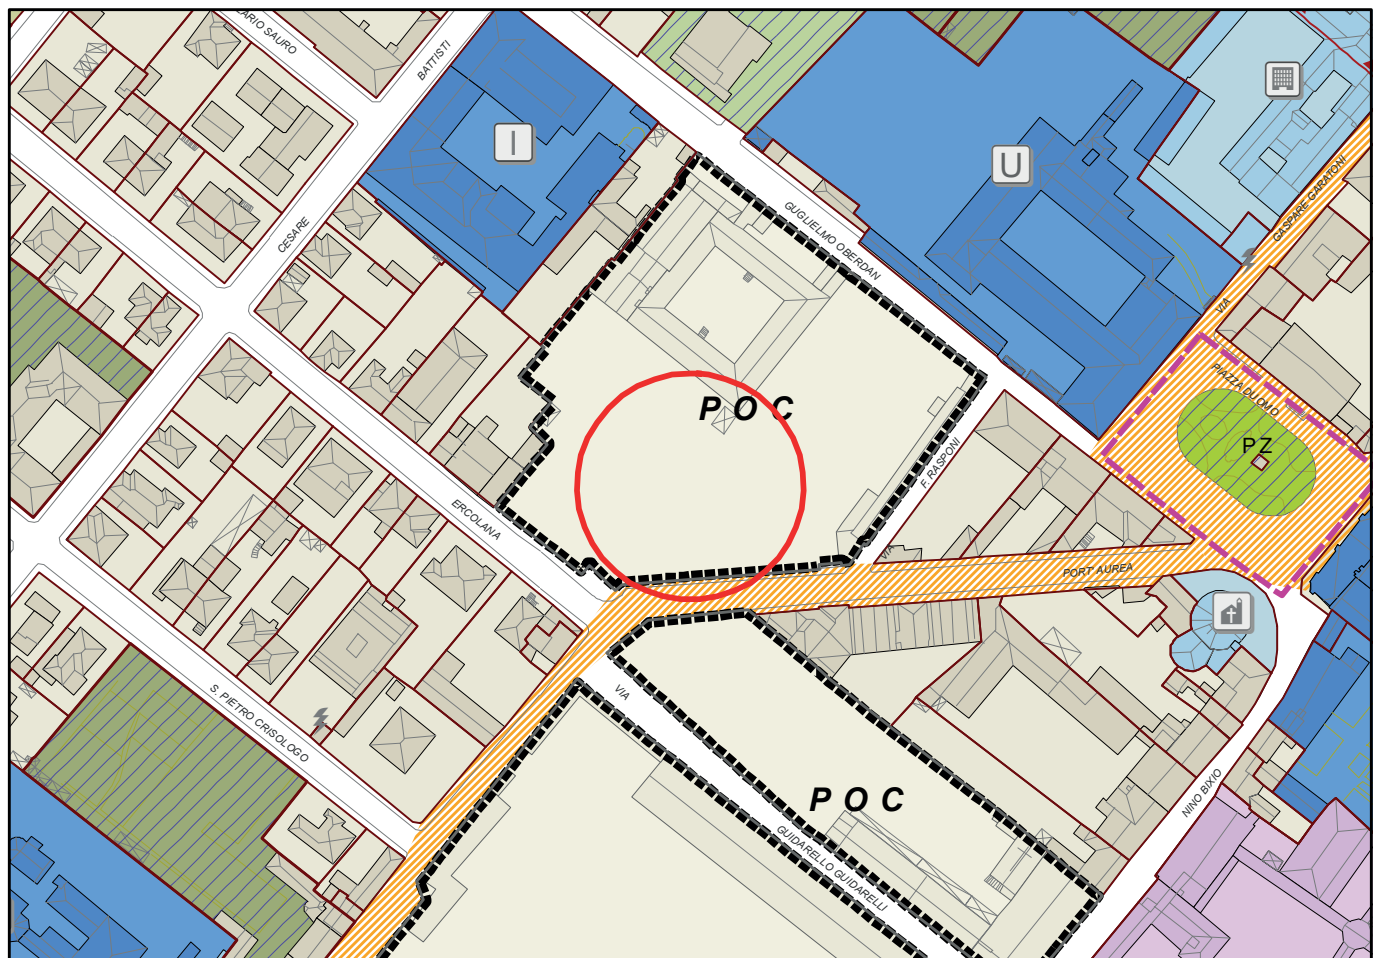 ARIO SAURO
BATTISTI
CESARE
I
U
GASPARE GARATONI
VIA
GUGLIELMO OBERDAN
PIAZZA DUOMO
PZ
P O C
F. RASPONI
VIA
ERCOLANA
PORT' AUREA
S. PIETRO CRISOLOGO
VIA
P O C
GUIDARELLO GUIDARELLI
NINO BIXIO